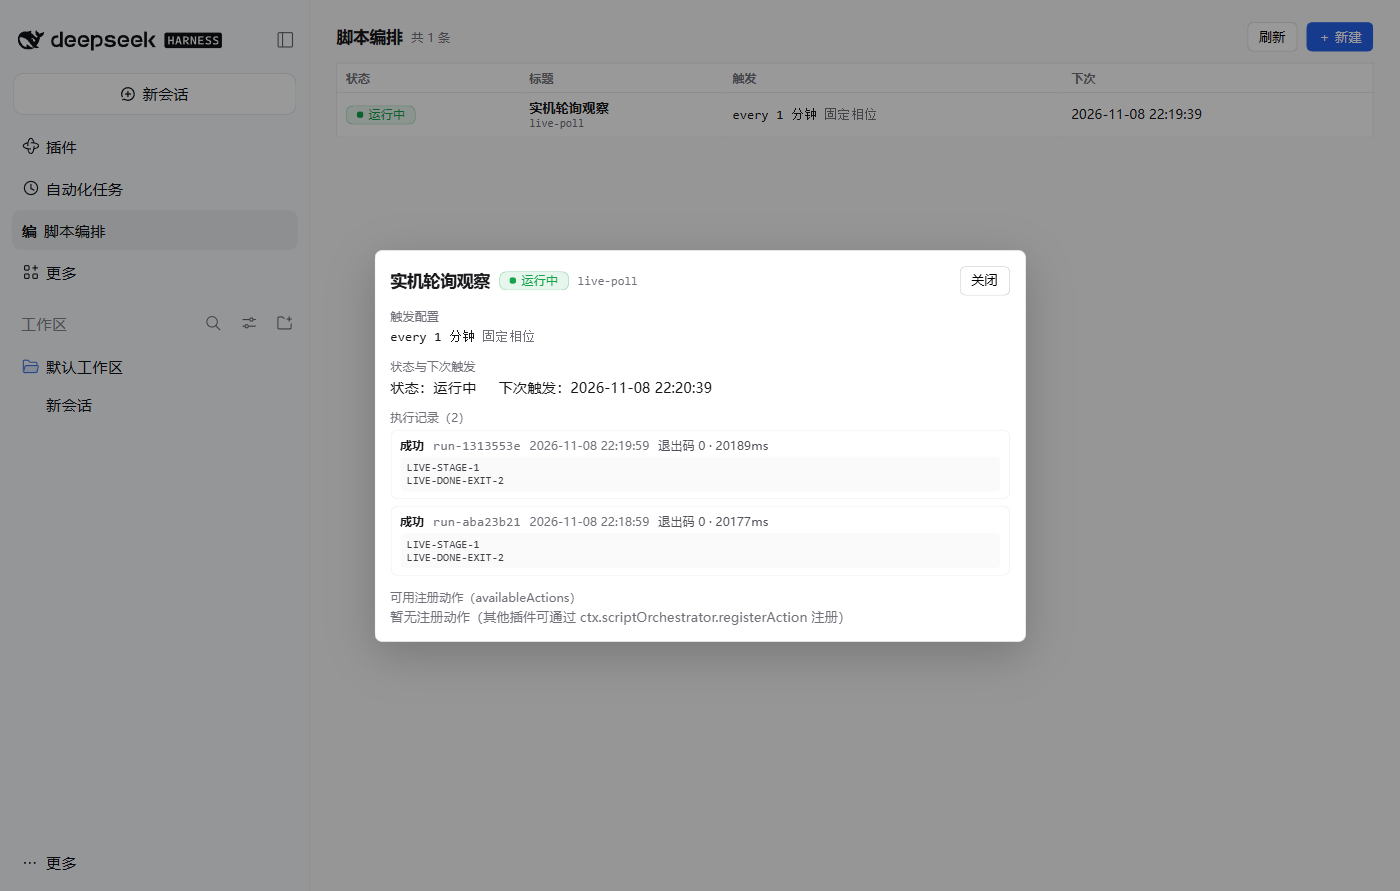 deepseek HARNESS
新会话
插件
自动化任务
编 脚本编排
更多
工作区
默认工作区
新会话
… 更多
脚本编排 共 1 条
刷新
+ 新建
状态 标题 触发 下次
运行中 实机轮询观察 every 1 分钟 固定相位 2026-11-08 22:19:39
live-poll
实机轮询观察 运行中 live-poll
关闭
触发配置
every 1 分钟 固定相位
状态与下次触发
状态：运行中 下次触发：2026-11-08 22:20:39
执行记录（2）
成功 run-1313553e 2026-11-08 22:19:59 退出码 0 · 20189ms
LIVE-STAGE-1
LIVE-DONE-EXIT-2
成功 run-aba23b21 2026-11-08 22:18:59 退出码 0 · 20177ms
LIVE-STAGE-1
LIVE-DONE-EXIT-2
可用注册动作（availableActions）
暂无注册动作（其他插件可通过 ctx.scriptOrchestrator.registerAction 注册）